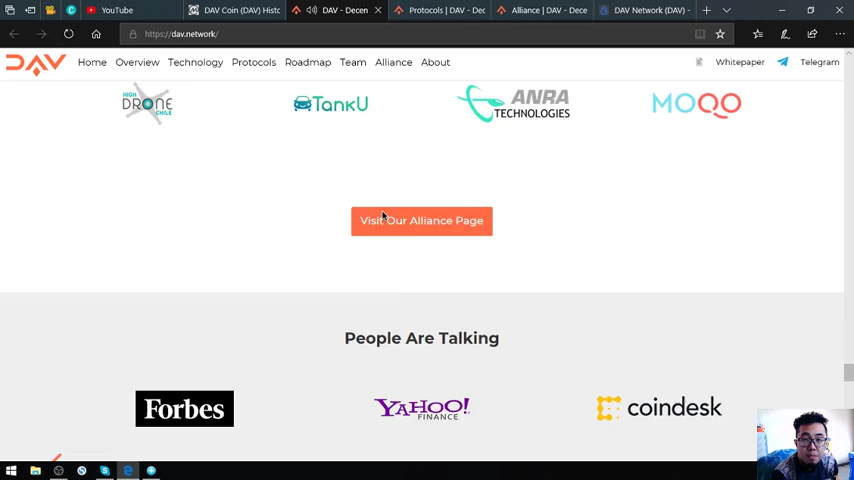 YouTube
DAV Coin (DAV) Histo
DAV - Decen
Protocols | DAV - Dec
Alliance | DAV - Dece
DAV Network (DAV) -
https://dav.network/
DAV
Home Overview Technology Protocols Roadmap Team Alliance About
Whitepaper Telegram
HIGH DRONE CHILE
TankU
ANRA TECHNOLOGIES
MOQO
Visit Our Alliance Page
People Are Talking
Forbes
YAHOO! FINANCE
coindesk